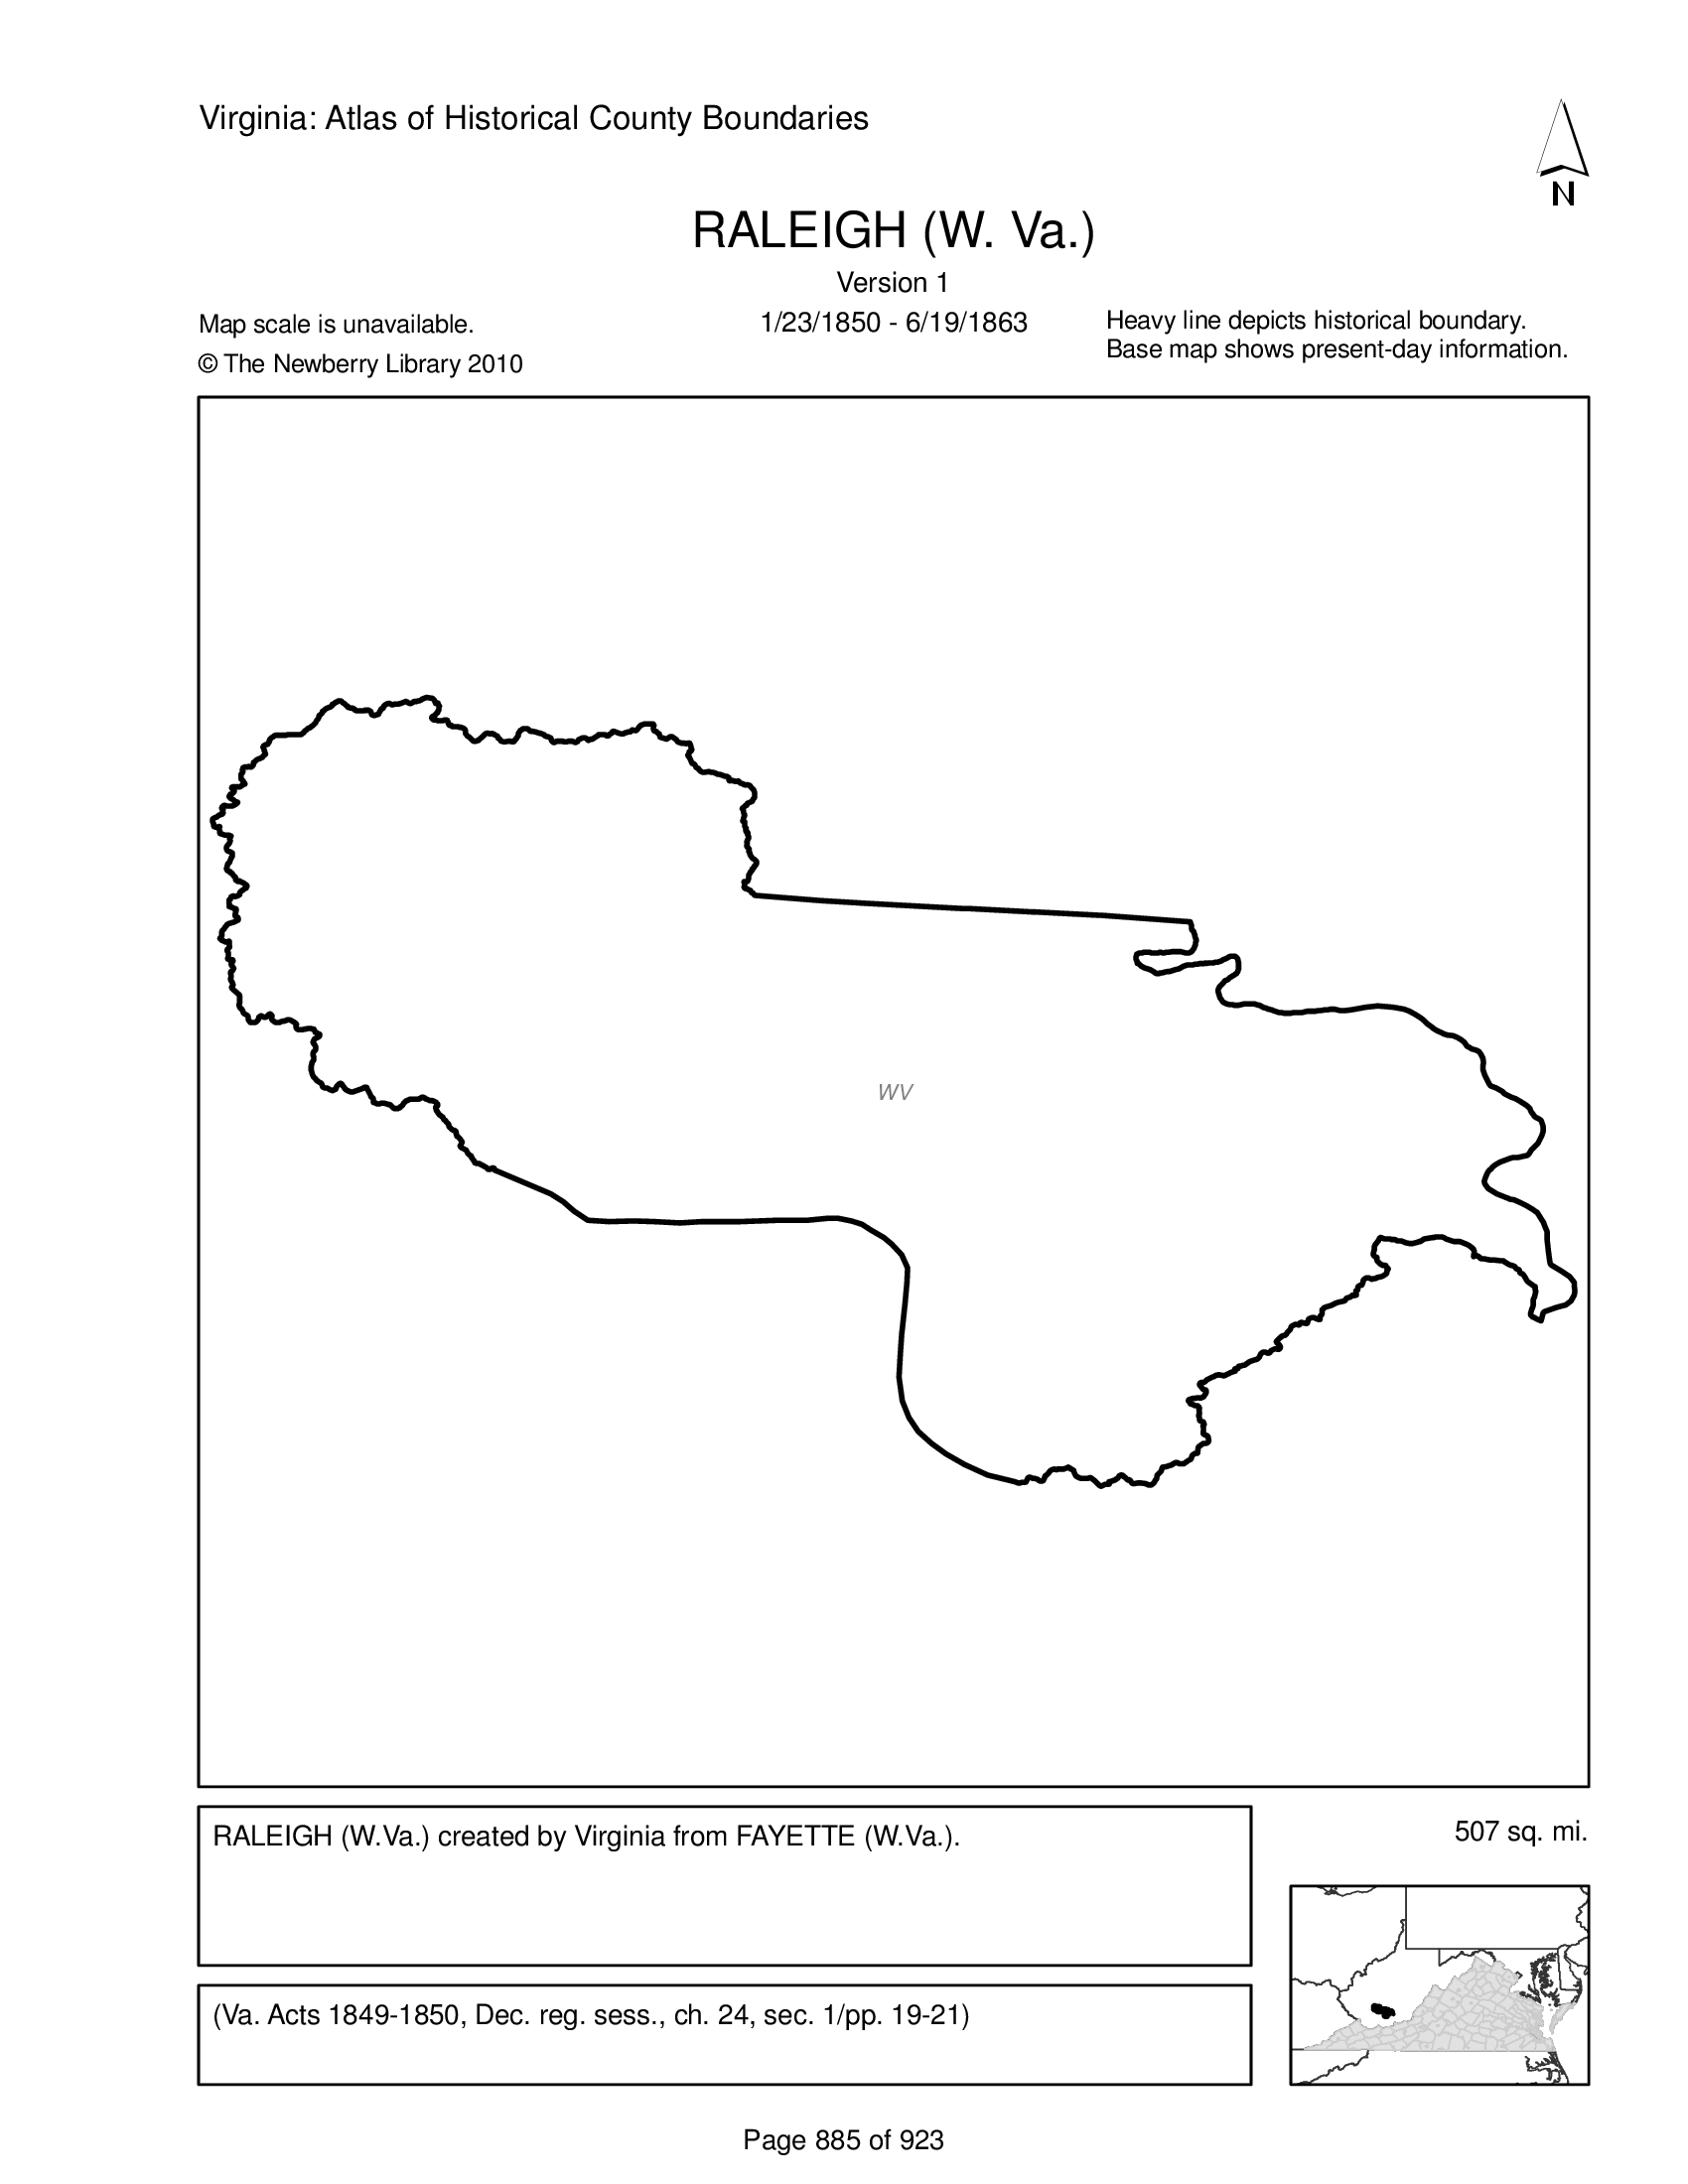 Virginia: Atlas of Historical County Boundaries
N
RALEIGH (W. Va.)
Version 1
Map scale is unavailable.
1/23/1850 - 6/19/1863
Heavy line depicts historical boundary.
Base map shows present-day information.
© The Newberry Library 2010
WV
RALEIGH (W.Va.) created by Virginia from FAYETTE (W.Va.).
507 sq. mi.
(Va. Acts 1849-1850, Dec. reg. sess., ch. 24, sec. 1/pp. 19-21)
Page 885 of 923